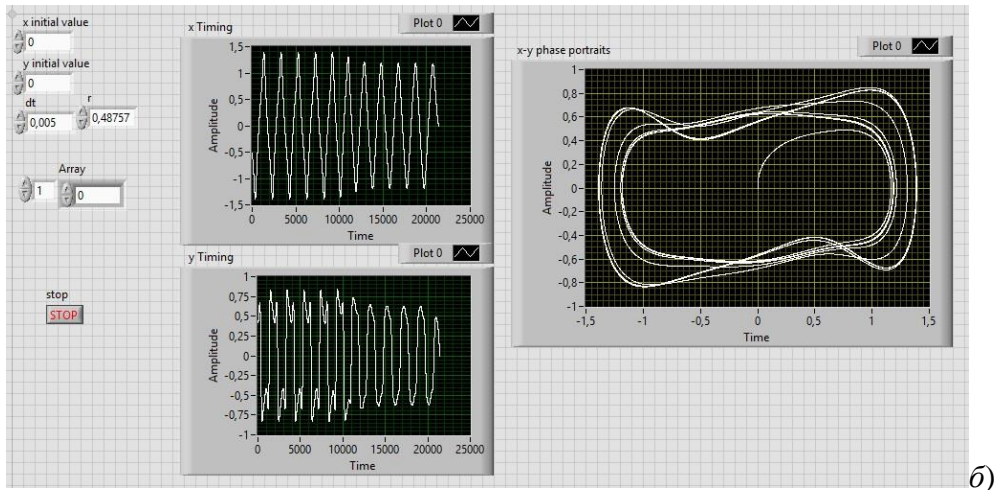 x initial value
0
y initial value
0
dt
0,005
r
0,48757
Array
1
0
stop
STOP
x Timing
Plot 0
1,5
1
0,5
0
-0,5
-1
-1,5
Amplitude
0 5000 10000 15000 20000 25000
Time
y Timing
Plot 0
1
0,75
0,5
0,25
0
-0,25
-0,5
-0,75
-1
Amplitude
0 5000 10000 15000 20000 25000
Time
x-y phase portraits
Plot 0
1
0,8
0,6
0,4
0,2
0
-0,2
-0,4
-0,6
-0,8
-1
Amplitude
-1,5 -1 -0,5 0 0,5 1 1,5
Time
б)